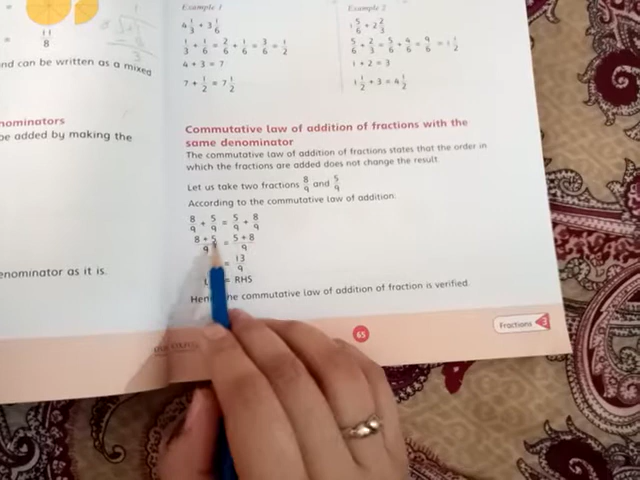 =
11/8
and can be written as a mixed
nominators
be added by making the
enominator as it is.
Example 1
4 1/3 + 3 1/6
1/3 + 1/6 = 2/6 + 1/6 = 3/6 = 1/2
4 + 3 = 7
7 + 1/2 = 7 1/2
Example 2
1 5/6 + 2 2/3
5/6 + 2/3 = 5/6 + 4/6 = 9/6 = 1 1/2
1 + 2 = 3
1 1/2 + 3 = 4 1/2
Commutative law of addition of fractions with the
same denominator
The commutative law of addition of fractions states that the order in
which the fractions are added does not change the result.
Let us take two fractions 8/9 and 5/9
According to the commutative law of addition.
8/9 + 5/9 = 5/9 + 8/9
8 + 5/9 = 5 + 8/9
= 13/9
= RHS
the commutative law of addition of fraction is verified.
65
Fractions 3